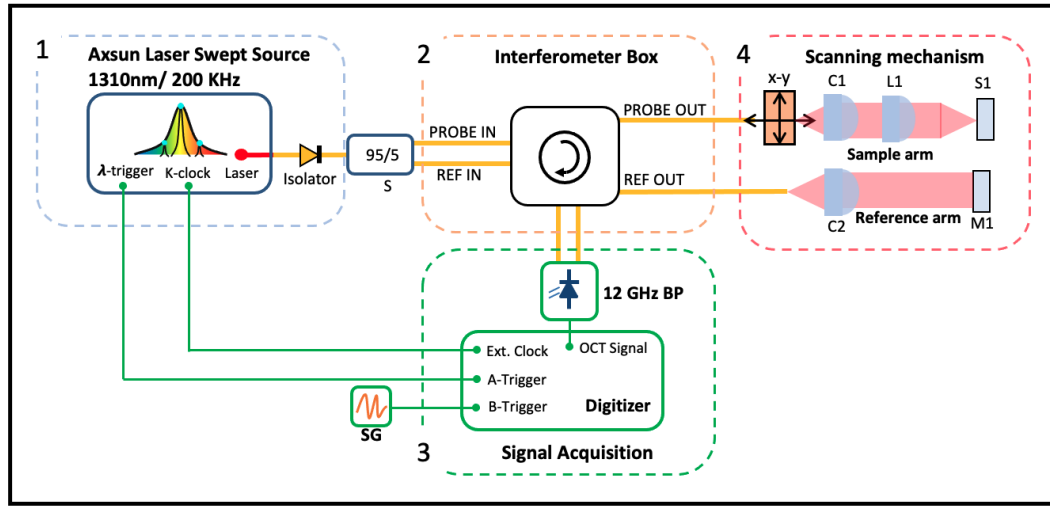 1
Axsun Laser Swept Source
1310nm/ 200 KHz
λ-trigger
K-clock
Laser
Isolator
95/5
S
2
Interferometer Box
PROBE IN
REF IN
PROBE OUT
REF OUT
4
Scanning mechanism
x-y
C1
L1
S1
Sample arm
Reference arm
C2
M1
12 GHz BP
Ext. Clock
OCT Signal
A-Trigger
B-Trigger
Digitizer
SG
3
Signal Acquisition